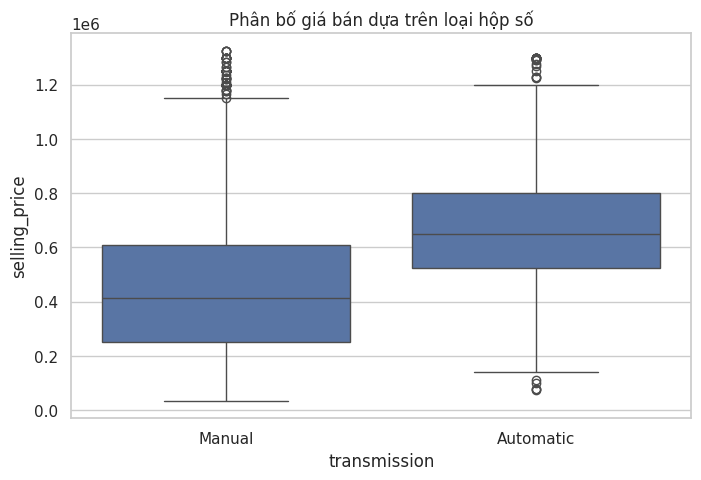 Phân bố giá bán dựa trên loại hộp số
1e6
1.2
1.0
0.8
0.6
0.4
0.2
0.0
selling_price
Manual
Automatic
transmission